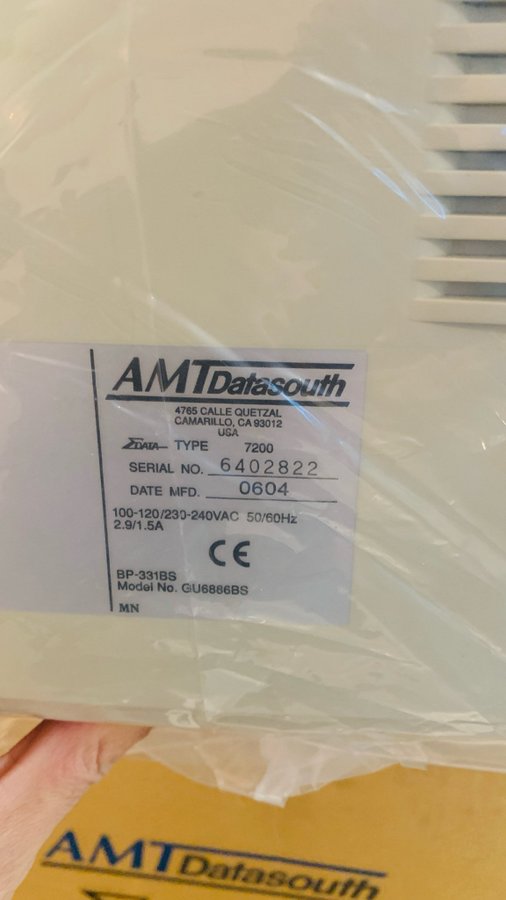 AMTDatasouth
4765 CALLE QUETZAL
CAMARILLO, CA 93012
USA
ΣDATA TYPE 7200
SERIAL NO. 6402822
DATE MFD. 0604
100-120/230-240VAC 50/60Hz
2.9/1.5A
CE
BP-331BS
Model No. GU6886BS
MN
AMTDatasouth